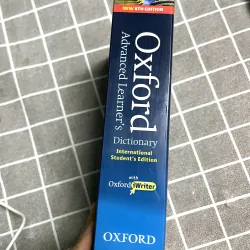 NEW 8TH EDITION
Oxford
Advanced Learner's
Dictionary
International
Student's Edition
with
Oxford iWriter
OXFORD